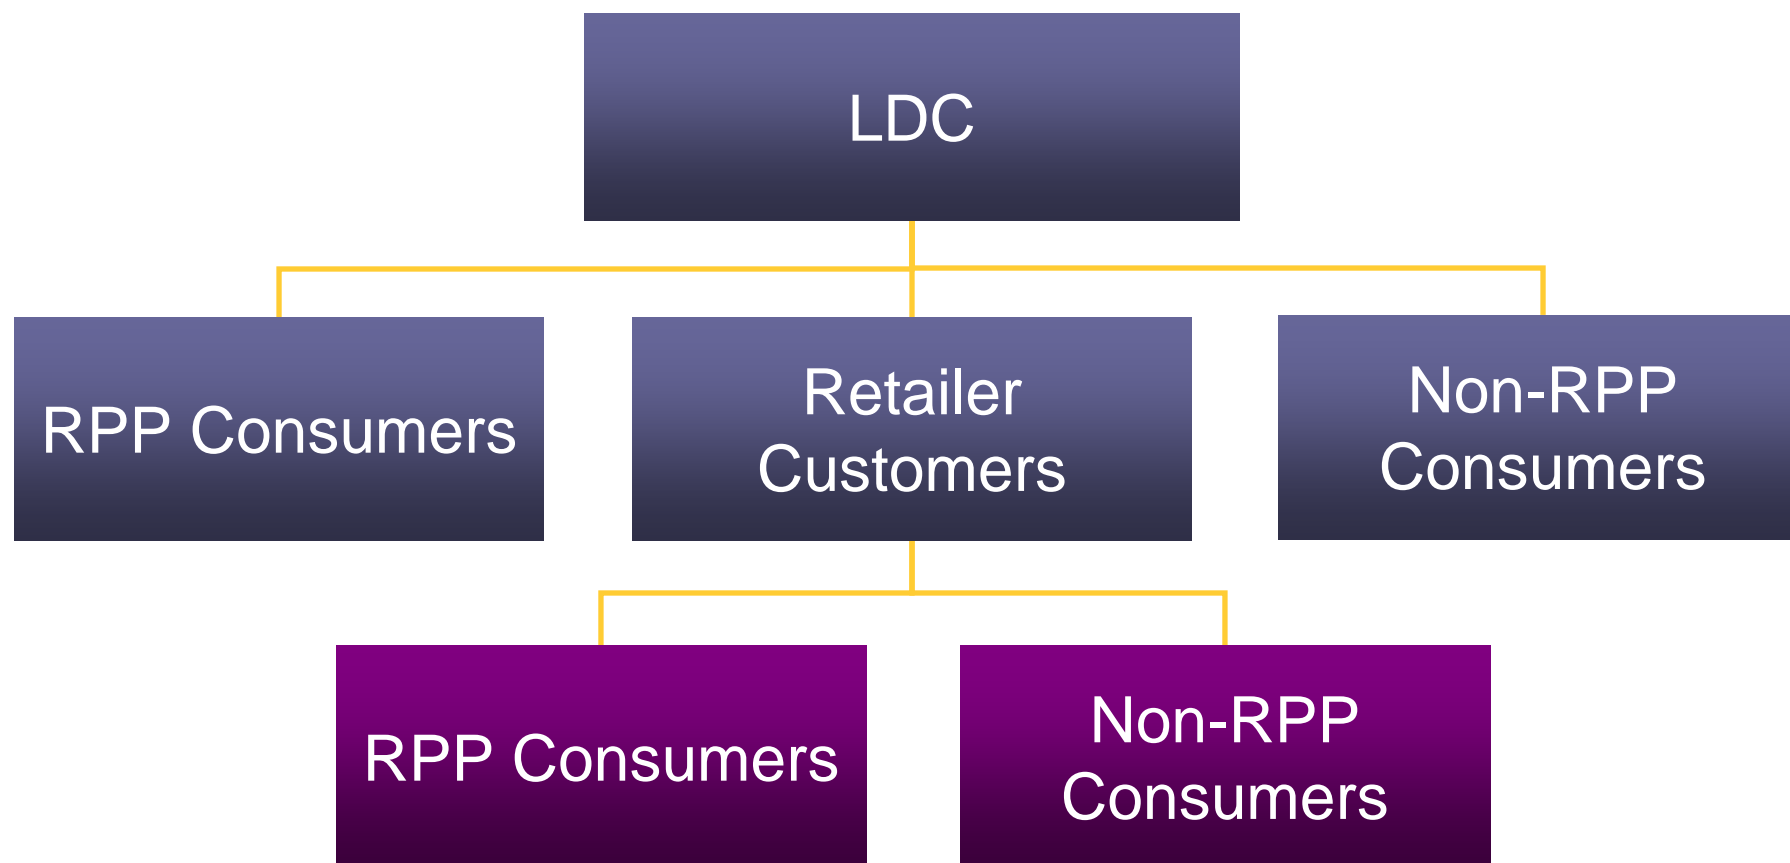 LDC
RPP Consumers
Retailer
Customers
Non-RPP
Consumers
RPP Consumers
Non-RPP
Consumers